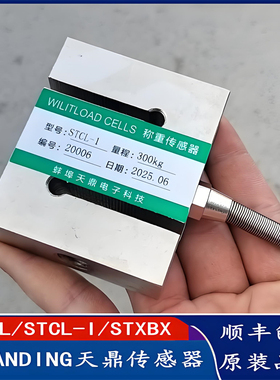 WILITLOAD CELLS 称重传感器
型号: STCL-1 量程: 300kg
编号: 20006 日期: 2025.06
蚌埠天鼎电子科技
L/STCL-I/STXBX
ANDING天鼎传感器
顺丰
原装